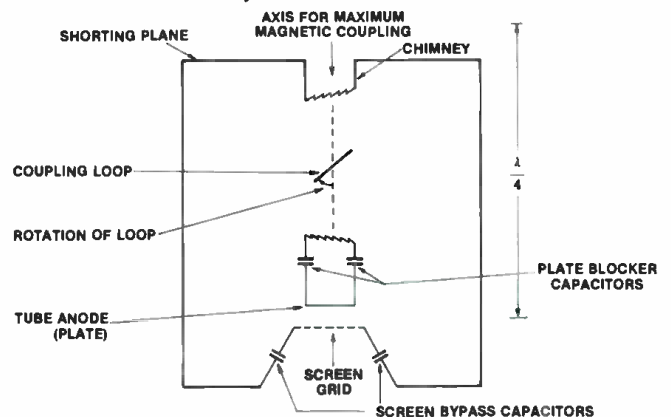 AXIS FOR MAXIMUM
MAGNETIC COUPLING
SHORTING PLANE
CHIMNEY
COUPLING LOOP
λ
4
ROTATION OF LOOP
PLATE BLOCKER
CAPACITORS
TUBE ANODE
(PLATE)
SCREEN
GRID
SCREEN BYPASS CAPACITORS